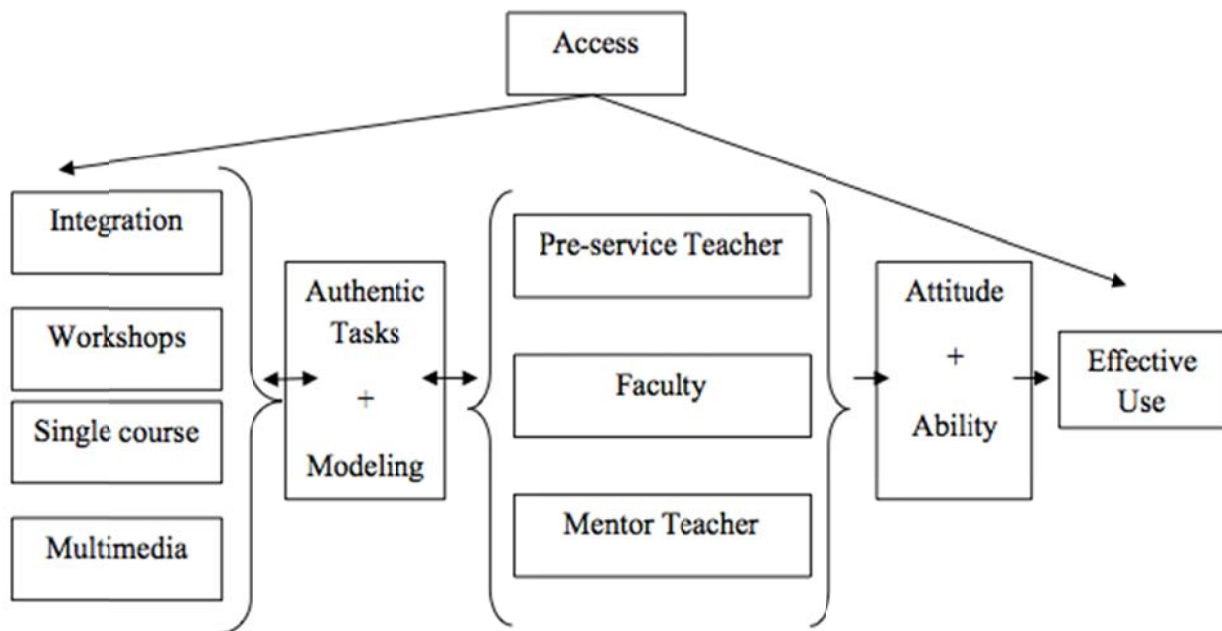 Access
Integration
Workshops
Single course
Multimedia
Authentic
Tasks
+
Modeling
Pre-service Teacher
Faculty
Mentor Teacher
Attitude
+
Ability
Effective
Use